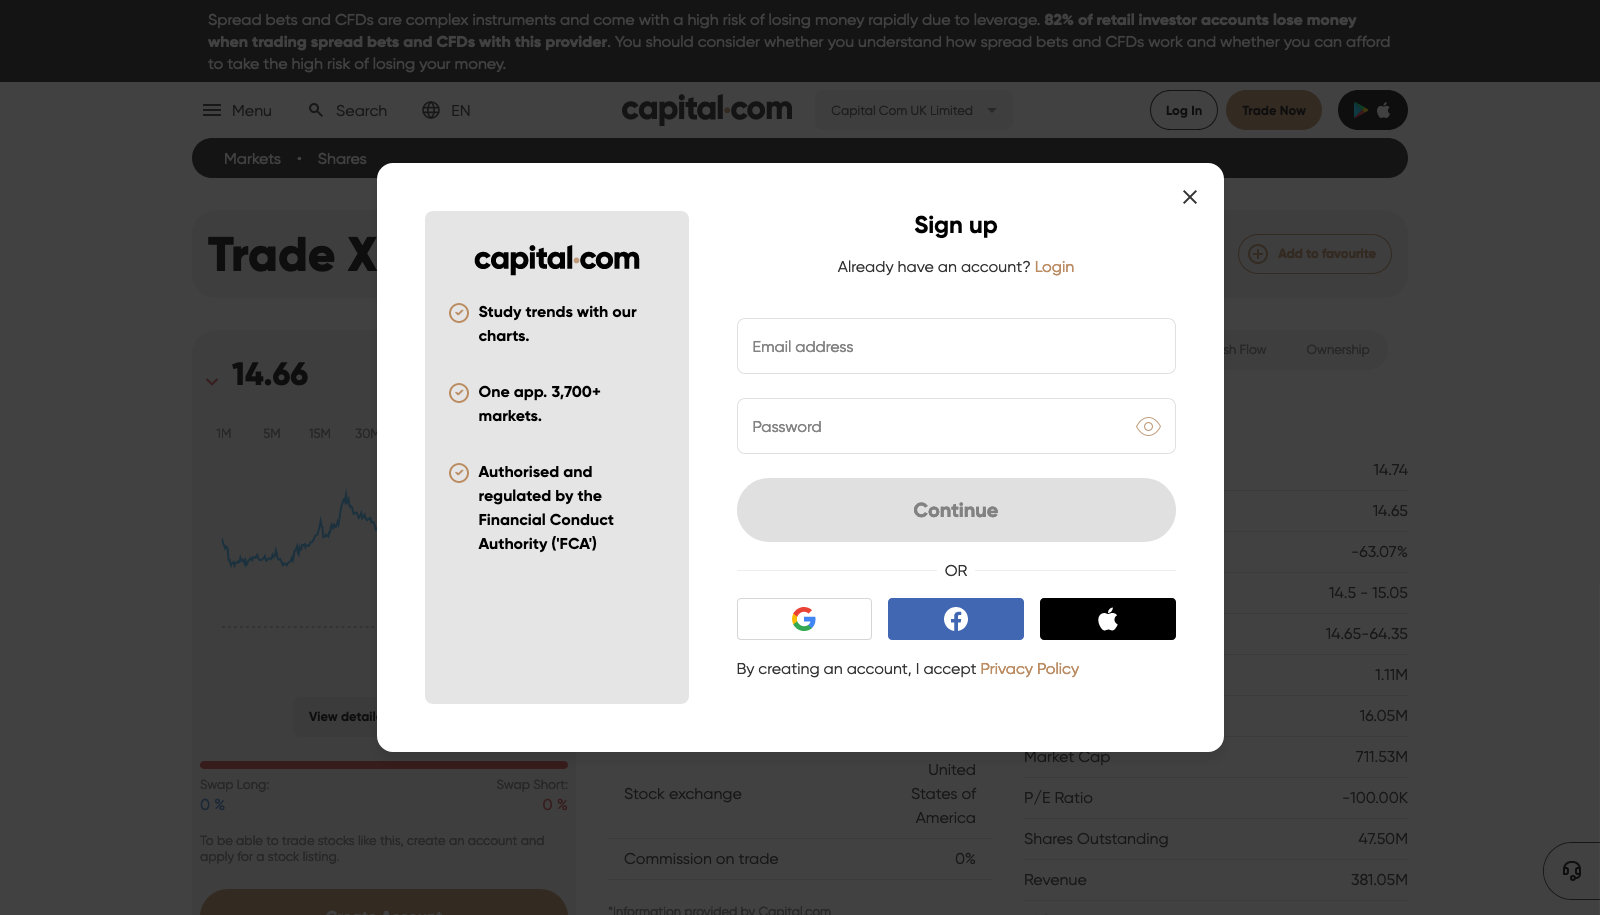 Spread bets and CFDs are complex instruments and come with a high risk of losing money rapidly due to leverage. 82% of retail investor accounts lose money
when trading spread bets and CFDs with this provider. You should consider whether you understand how spread bets and CFDs work and whether you can afford
to take the high risk of losing your money.
Menu
Search
EN
capital.com
Capital Com UK Limited
Log In
Trade Now
Markets • Shares
Trade X
Add to favourite
14.66
1M 5M 15M 30M
Flow
Ownership
View
Sign up
Already have an account? Login
capital.com
Study trends with our
charts.
One app. 3,700+
markets.
Authorised and
regulated by the
Financial Conduct
Authority ('FCA')
Email address
Password
Continue
OR
By creating an account, I accept Privacy Policy
14.74
14.65
-63.07%
14.5 - 15.05
14.65-64.35
1.11M
16.05M
Market Cap 711.53M
P/E Ratio -100.00K
Shares Outstanding 47.50M
Revenue 381.05M
Swap Long: Swap Short:
0 % 0 %
To be able to trade stocks like this, create an account and
apply for a stock listing.
Stock exchange
United
States of
America
Commission on trade 0%
*Information provided by Capital.com